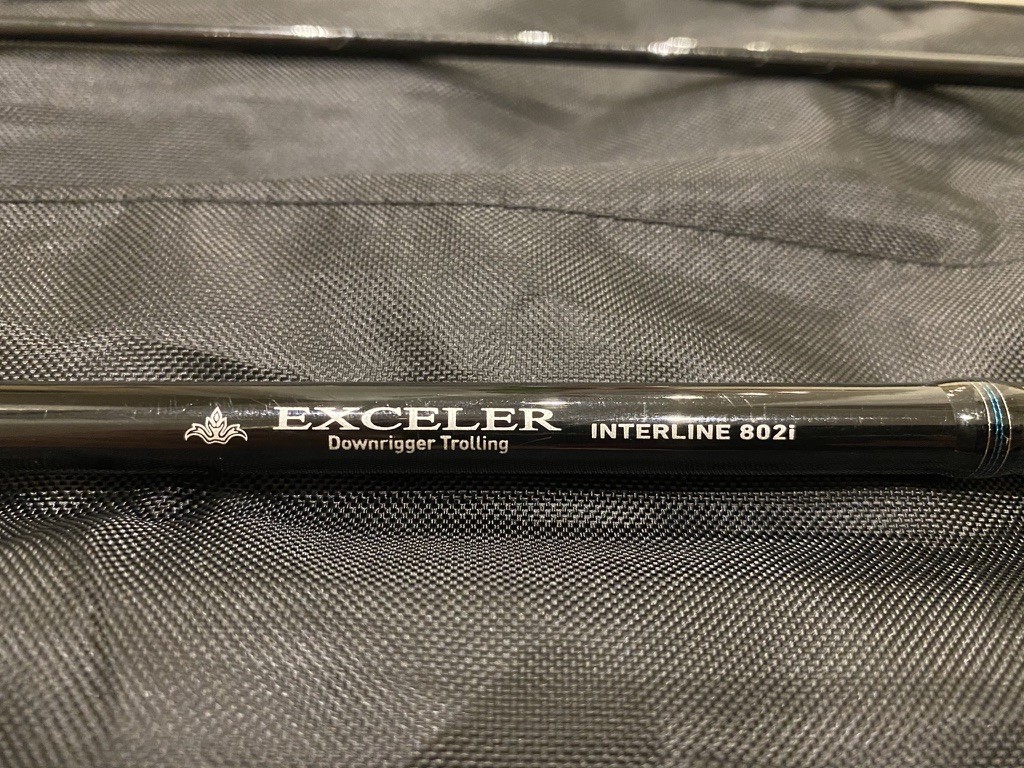 EXCELER
Downrigger Trolling
INTERLINE 802i